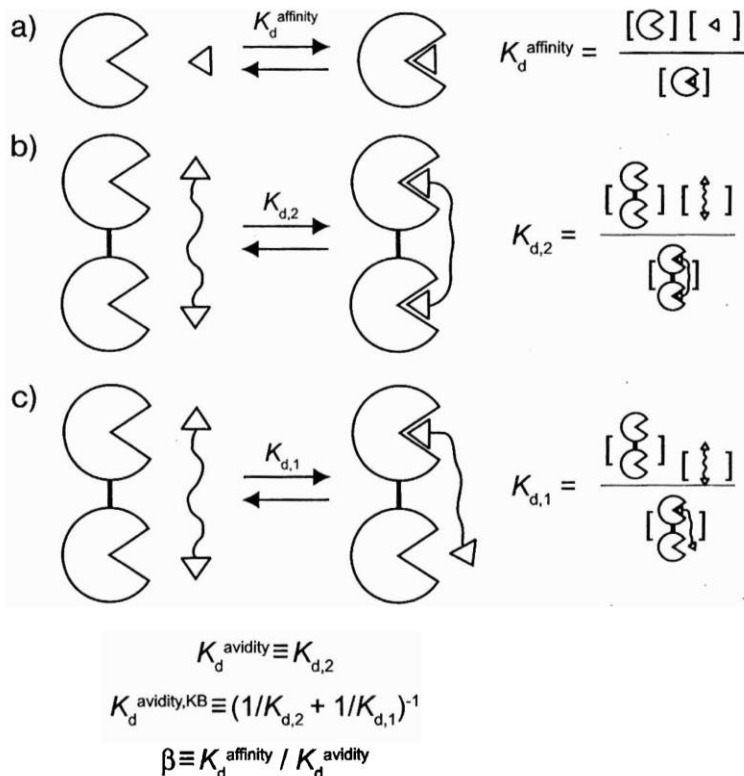 a)
K_d^affinity
K_d^affinity = [ ] [ ] / [ ]
b)
K_d,2
K_d,2 = [ ] [ ] / [ ]
c)
K_d,1
K_d,1 = [ ] [ ] / [ ]
K_d^avidity ≡ K_d,2
K_d^avidity,KB ≡ (1/K_d,2 + 1/K_d,1)^-1
β ≡ K_d^affinity / K_d^avidity